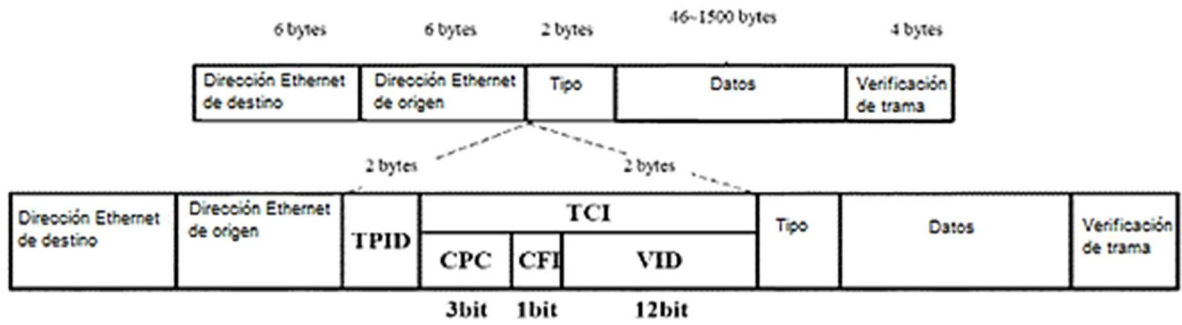 6 bytes 6 bytes 2 bytes 46~1500 bytes 4 bytes
Dirección Ethernet
de destino
Dirección Ethernet
de origen
Tipo
Datos
Verificación
de trama
2 bytes 2 bytes
Dirección Ethernet
de destino
Dirección Ethernet
de origen
TPID
TCI
CPC CFI VID
Tipo
Datos
Verificación
de trama
3bit 1bit 12bit